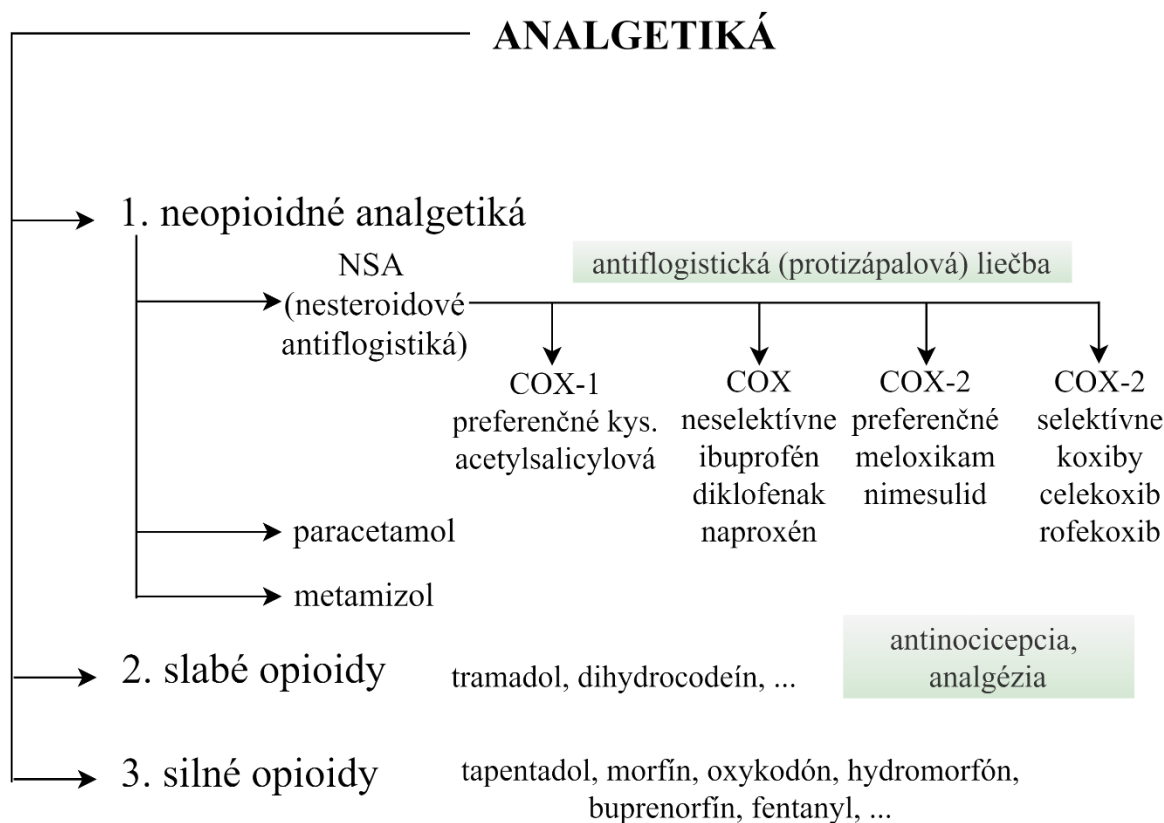 ANALGETIKÁ
1. neopioidné analgetiká
NSA
(nesteroidové
antiflogistiká)
antiflogistická (protizápalová) liečba
COX-1
preferenčné kys.
acetylsalicylová
COX
neselektívne
ibuprofén
diklofenak
naproxén
COX-2
preferenčné
meloxikam
nimesulid
COX-2
selektívne
koxiby
celekoxib
rofekoxib
paracetamol
metamizol
2. slabé opioidy
tramadol, dihydrocodeín, ...
antinocicepcia,
analgézia
3. silné opioidy
tapentadol, morfín, oxykodón, hydromorfón,
buprenorfín, fentanyl, ...